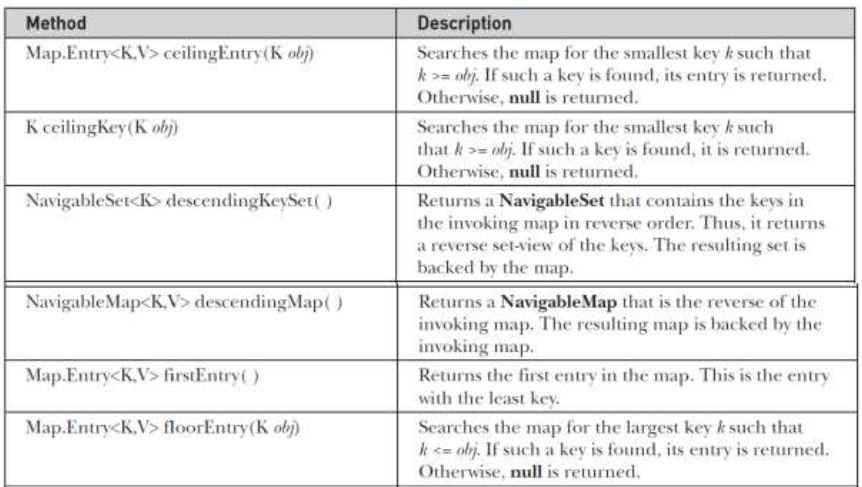 Method Description
Map.Entry<K,V> ceilingEntry(K obj) Searches the map for the smallest key k such that
k >= obj. If such a key is found, its entry is returned.
Otherwise, null is returned.
K ceilingKey(K obj) Searches the map for the smallest key k such
that k >= obj. If such a key is found, it is returned.
Otherwise, null is returned.
NavigableSet<K> descendingKeySet( ) Returns a NavigableSet that contains the keys in
the invoking map in reverse order. Thus, it returns
a reverse set-view of the keys. The resulting set is
backed by the map.
NavigableMap<K,V> descendingMap( ) Returns a NavigableMap that is the reverse of the
invoking map. The resulting map is backed by the
invoking map.
Map.Entry<K,V> firstEntry( ) Returns the first entry in the map. This is the entry
with the least key.
Map.Entry<K,V> floorEntry(K obj) Searches the map for the largest key k such that
k <= obj. If such a key is found, its entry is returned.
Otherwise, null is returned.